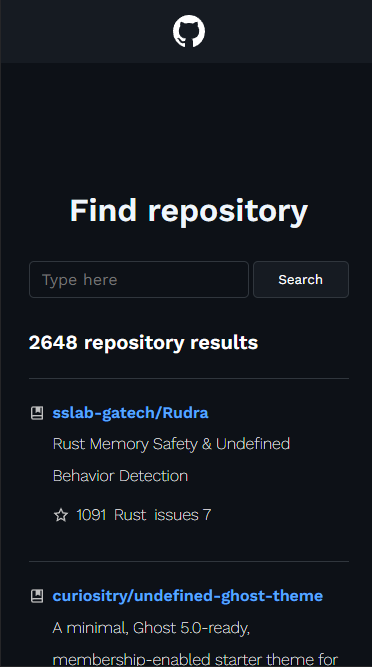 Find repository
Type here
Search
2648 repository results
sslab-gatech/Rudra
Rust Memory Safety & Undefined
Behavior Detection
1091 Rust issues 7
curiositry/undefined-ghost-theme
A minimal, Ghost 5.0-ready,
membership-enabled starter theme for